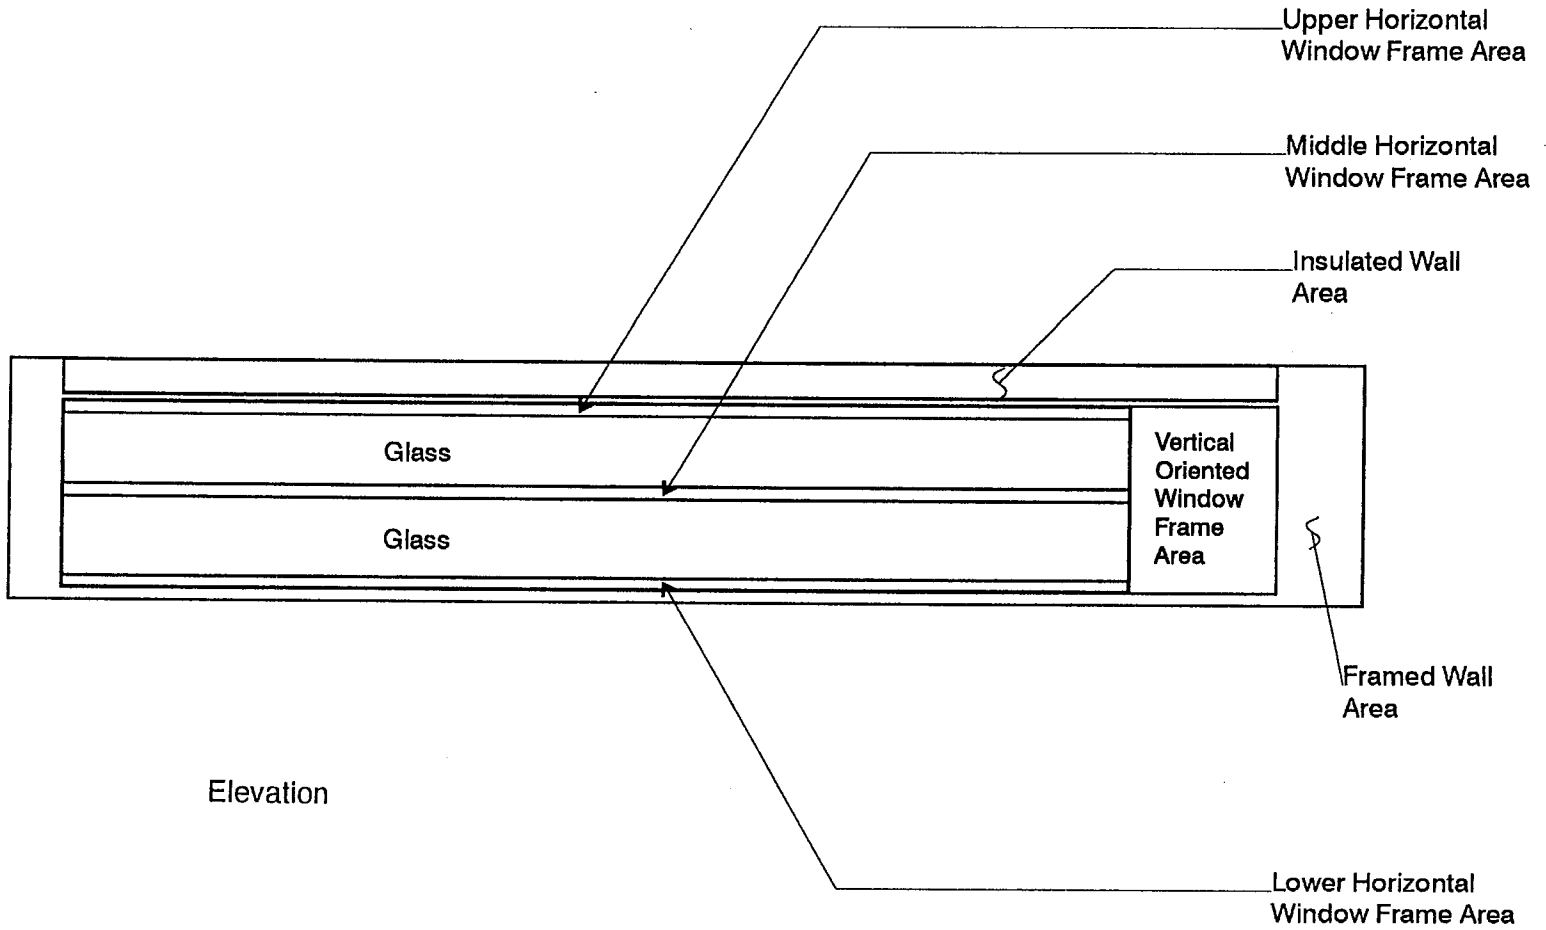 Upper Horizontal
Window Frame Area
Middle Horizontal
Window Frame Area
Insulated Wall
Area
Glass
Glass
Vertical
Oriented
Window
Frame
Area
Framed Wall
Area
Elevation
Lower Horizontal
Window Frame Area